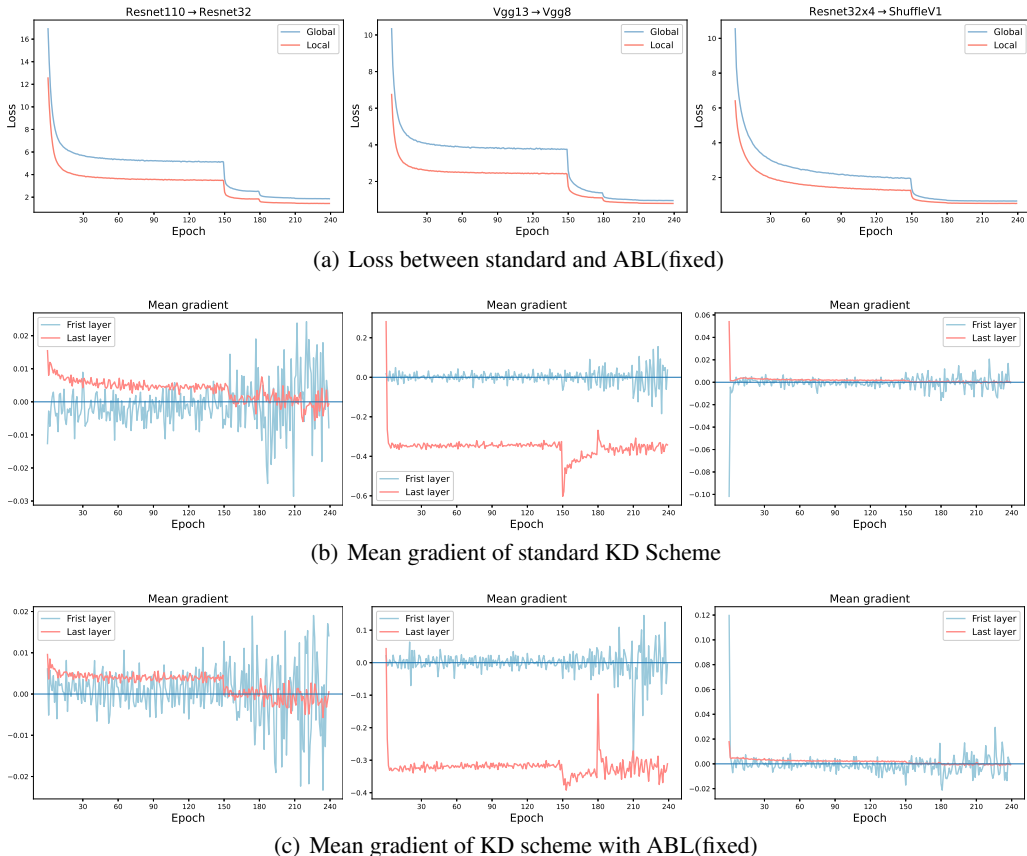 Resnet110→Resnet32
Vgg13→Vgg8
Resnet32x4→ShuffleV1
Global
Local
Loss
16
14
12
10
8
6
4
2
30 60 90 120 150 180 210 240
Epoch
Global
Local
Loss
10
8
6
4
2
30 60 90 120 150 180 210 240
Epoch
Global
Local
Loss
10
8
6
4
2
30 60 90 120 150 180 210 240
Epoch
(a) Loss between standard and ABL(fixed)
Mean gradient
Frist layer
Last layer
0.02
0.01
0.00
−0.01
−0.02
−0.03
30 60 90 120 150 180 210 240
Epoch
Mean gradient
Frist layer
Last layer
0.2
0.0
−0.2
−0.4
−0.6
30 60 90 120 150 180 210 240
Epoch
Mean gradient
Frist layer
Last layer
0.06
0.04
0.02
0.00
−0.02
−0.04
−0.06
−0.08
−0.10
30 60 90 120 150 180 210 240
Epoch
(b) Mean gradient of standard KD Scheme
Mean gradient
Frist layer
Last layer
0.02
0.01
0.00
−0.01
−0.02
30 60 90 120 150 180 210 240
Epoch
Mean gradient
Frist layer
Last layer
0.1
0.0
−0.1
−0.2
−0.3
−0.4
30 60 90 120 150 180 210 240
Epoch
Mean gradient
Frist layer
Last layer
0.12
0.10
0.08
0.06
0.04
0.02
0.00
−0.02
30 60 90 120 150 180 210 240
Epoch
(c) Mean gradient of KD scheme with ABL(fixed)